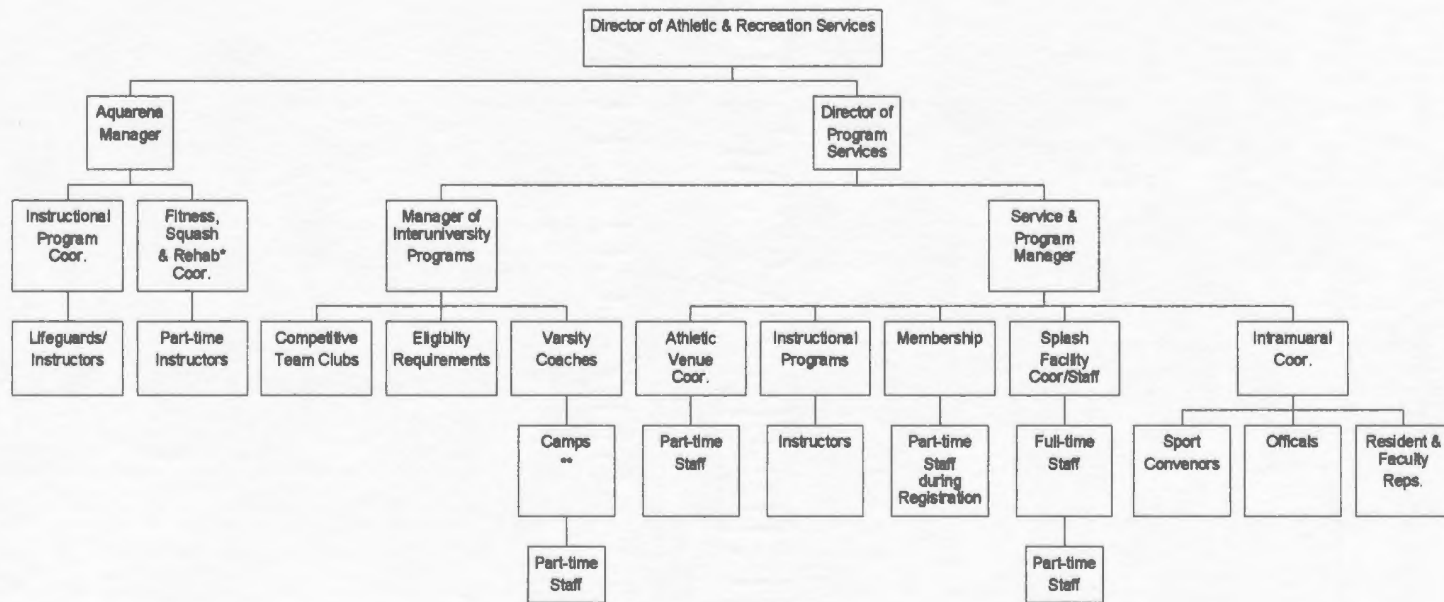 Director of Athletic & Recreation Services
Aquarena
Manager
Director of
Program
Services
Instructional
Program
Coor.
Fitness,
Squash
& Rehab*
Coor.
Manager of
Interuniversity
Programs
Service &
Program
Manager
Lifeguards/
Instructors
Part-time
Instructors
Competitive
Team Clubs
Eligibilty
Requirements
Varsity
Coaches
Athletic
Venue
Coor.
Instructional
Programs
Membership
Splash
Facility
Coor/Staff
Intramuaral
Coor.
Camps
**
Part-time
Staff
Instructors
Part-time
Staff
during
Registration
Full-time
Staff
Sport
Convenors
Officals
Resident &
Faculty
Reps.
Part-time
Staff
Part-time
Staff